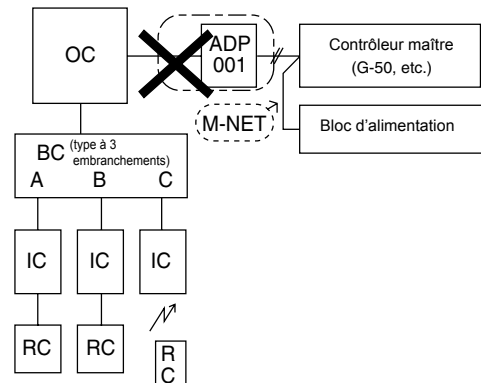 OC
ADP
001
Contrôleur maître
(G-50, etc.)
M-NET
Bloc d'alimentation
BC (type à 3
embranchements)
A B C
IC IC IC
RC RC R
C